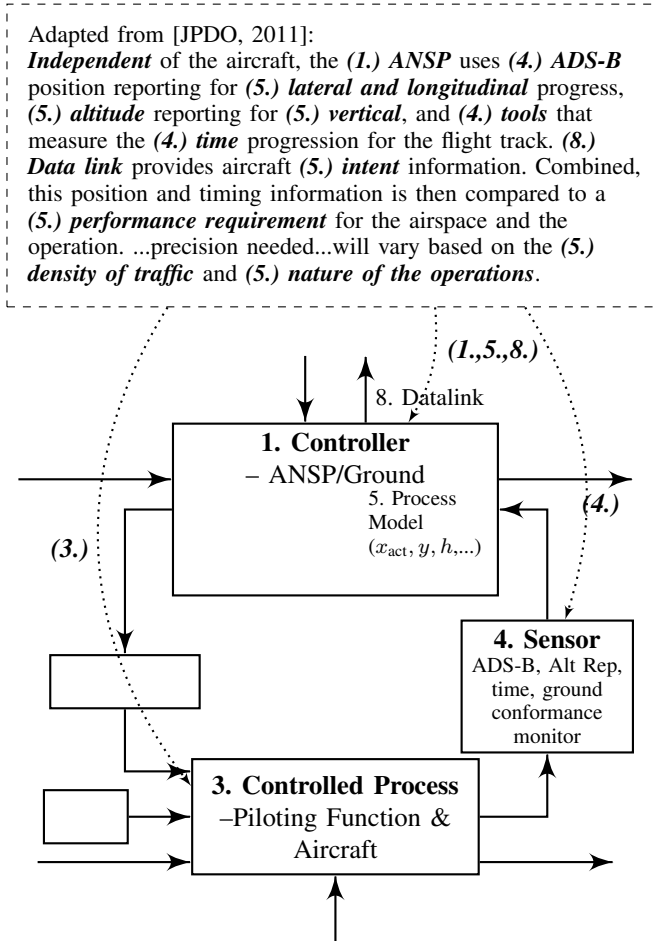 Adapted from [JPDO, 2011]:
Independent of the aircraft, the (1.) ANSP uses (4.) ADS-B
position reporting for (5.) lateral and longitudinal progress,
(5.) altitude reporting for (5.) vertical, and (4.) tools that
measure the (4.) time progression for the flight track. (8.)
Data link provides aircraft (5.) intent information. Combined,
this position and timing information is then compared to a
(5.) performance requirement for the airspace and the
operation. ...precision needed...will vary based on the (5.)
density of traffic and (5.) nature of the operations.
(1.,5.,8.)
8. Datalink
1. Controller
– ANSP/Ground
5. Process
Model
(x_act, y, h,...)
(4.)
(3.)
4. Sensor
ADS-B, Alt Rep,
time, ground
conformance
monitor
3. Controlled Process
–Piloting Function &
Aircraft